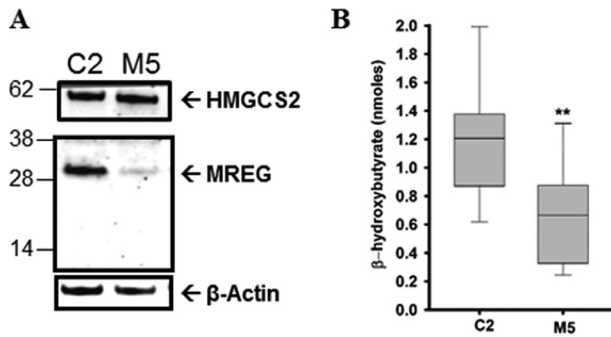 A
C2 M5
62
← HMGCS2
38
← MREG
28
14
← β-Actin
B
β-hydroxybutyrate (nmoles)
2.0
1.8
1.6
1.4
1.2
1.0
0.8
0.6
0.4
0.2
0.0
**
C2 M5